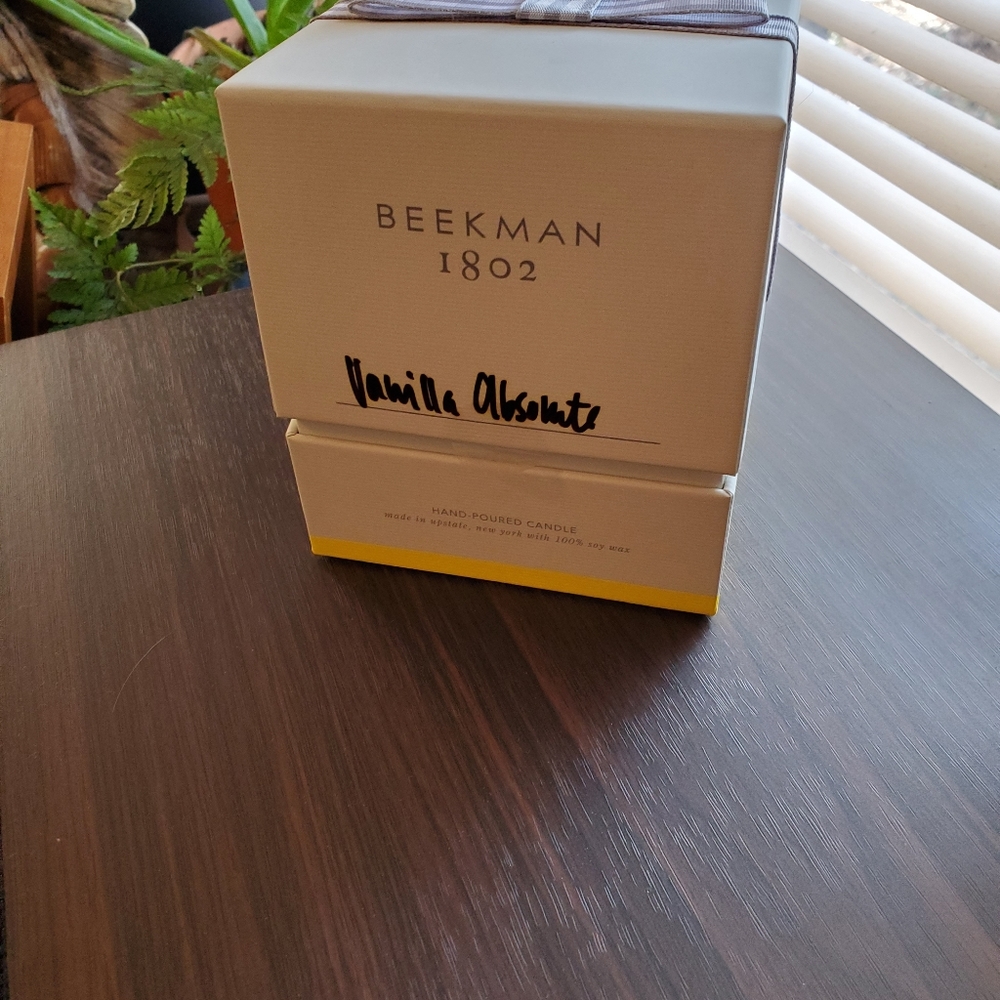 BEEKMAN
1802
Vanilla Absolute
HAND-POURED CANDLE
made in upstate, new york with 100% soy wax